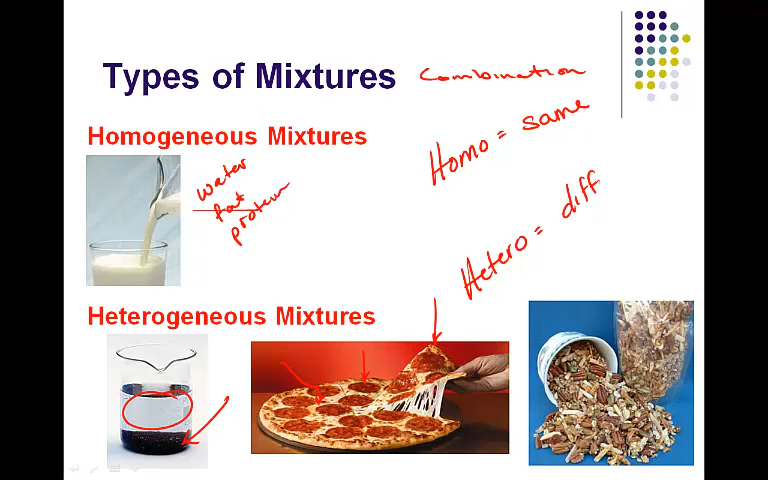 Types of Mixtures
Combination
Homogeneous Mixtures
Homo = same
water
fat
protein
Hetero = diff
Heterogeneous Mixtures